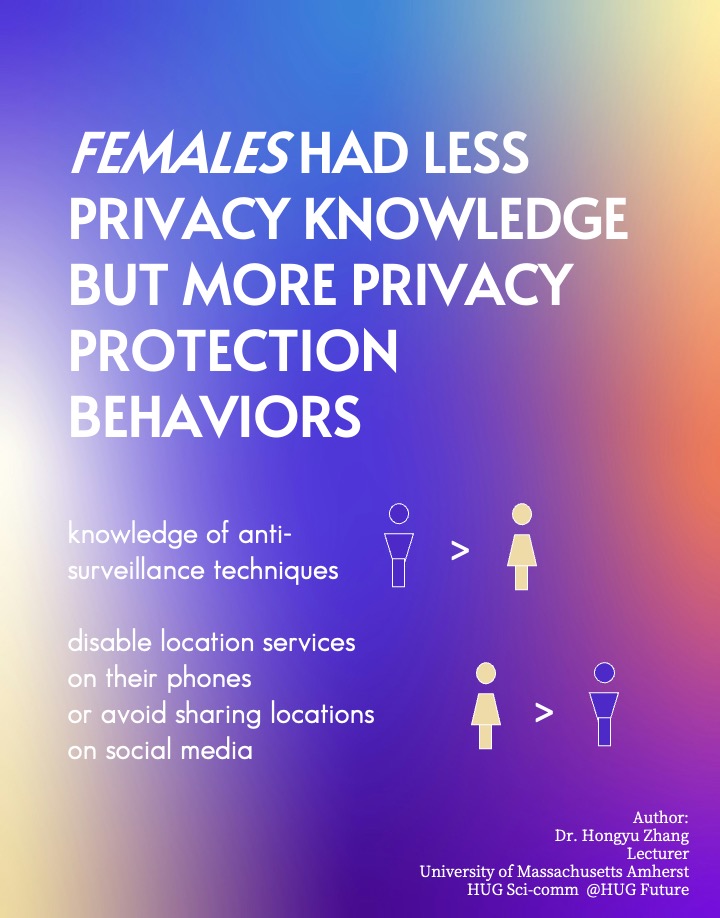 FEMALES HAD LESS
PRIVACY KNOWLEDGE
BUT MORE PRIVACY
PROTECTION
BEHAVIORS
knowledge of anti-
surveillance techniques
>
disable location services
on their phones
or avoid sharing locations
on social media
>
Author:
Dr. Hongyu Zhang
Lecturer
University of Massachusetts Amherst
HUG Sci-comm @HUG Future